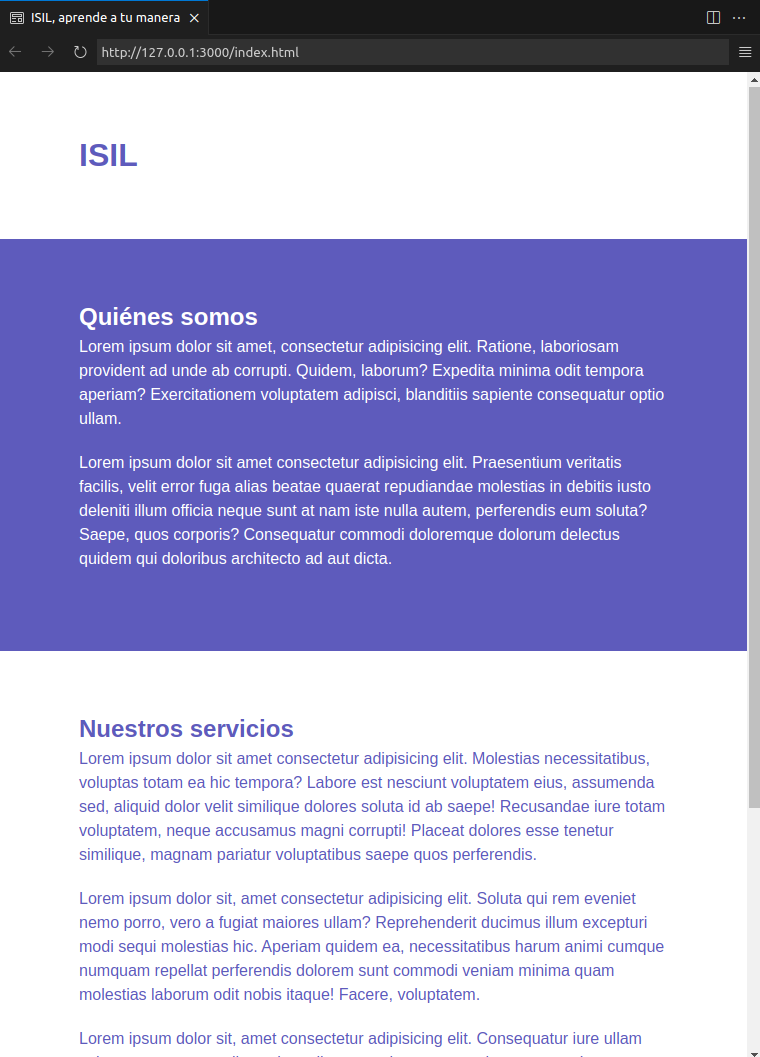 ISIL, aprende a tu manera
http://127.0.0.1:3000/index.html
ISIL
Quiénes somos
Lorem ipsum dolor sit amet, consectetur adipisicing elit. Ratione, laboriosam
provident ad unde ab corrupti. Quidem, laborum? Expedita minima odit tempora
aperiam? Exercitationem voluptatem adipisci, blanditiis sapiente consequatur optio
ullam.
Lorem ipsum dolor sit amet consectetur adipisicing elit. Praesentium veritatis
facilis, velit error fuga alias beatae quaerat repudiandae molestias in debitis iusto
deleniti illum officia neque sunt at nam iste nulla autem, perferendis eum soluta?
Saepe, quos corporis? Consequatur commodi doloremque dolorum delectus
quidem qui doloribus architecto ad aut dicta.
Nuestros servicios
Lorem ipsum dolor sit amet consectetur adipisicing elit. Molestias necessitatibus,
voluptas totam ea hic tempora? Labore est nesciunt voluptatem eius, assumenda
sed, aliquid dolor velit similique dolores soluta id ab saepe! Recusandae iure totam
voluptatem, neque accusamus magni corrupti! Placeat dolores esse tenetur
similique, magnam pariatur voluptatibus saepe quos perferendis.
Lorem ipsum dolor sit, amet consectetur adipisicing elit. Soluta qui rem eveniet
nemo porro, vero a fugiat maiores ullam? Reprehenderit ducimus illum excepturi
modi sequi molestias hic. Aperiam quidem ea, necessitatibus harum animi cumque
numquam repellat perferendis dolorem sunt commodi veniam minima quam
molestias laborum odit nobis itaque! Facere, voluptatem.
Lorem ipsum dolor sit, amet consectetur adipisicing elit. Consequatur iure ullam